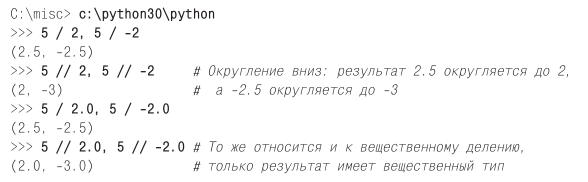 C:\misc> c:\python30\python
>>> 5 / 2, 5 / -2
(2.5, -2.5)
>>> 5 // 2, 5 // -2 # Округление вниз: результат 2.5 округляется до 2,
(2, -3) # а -2.5 округляется до -3
>>> 5 / 2.0, 5 / -2.0
(2.5, -2.5)
>>> 5 // 2.0, 5 // -2.0 # То же относится и к вещественному делению,
(2.0, -3.0) # только результат имеет вещественный тип